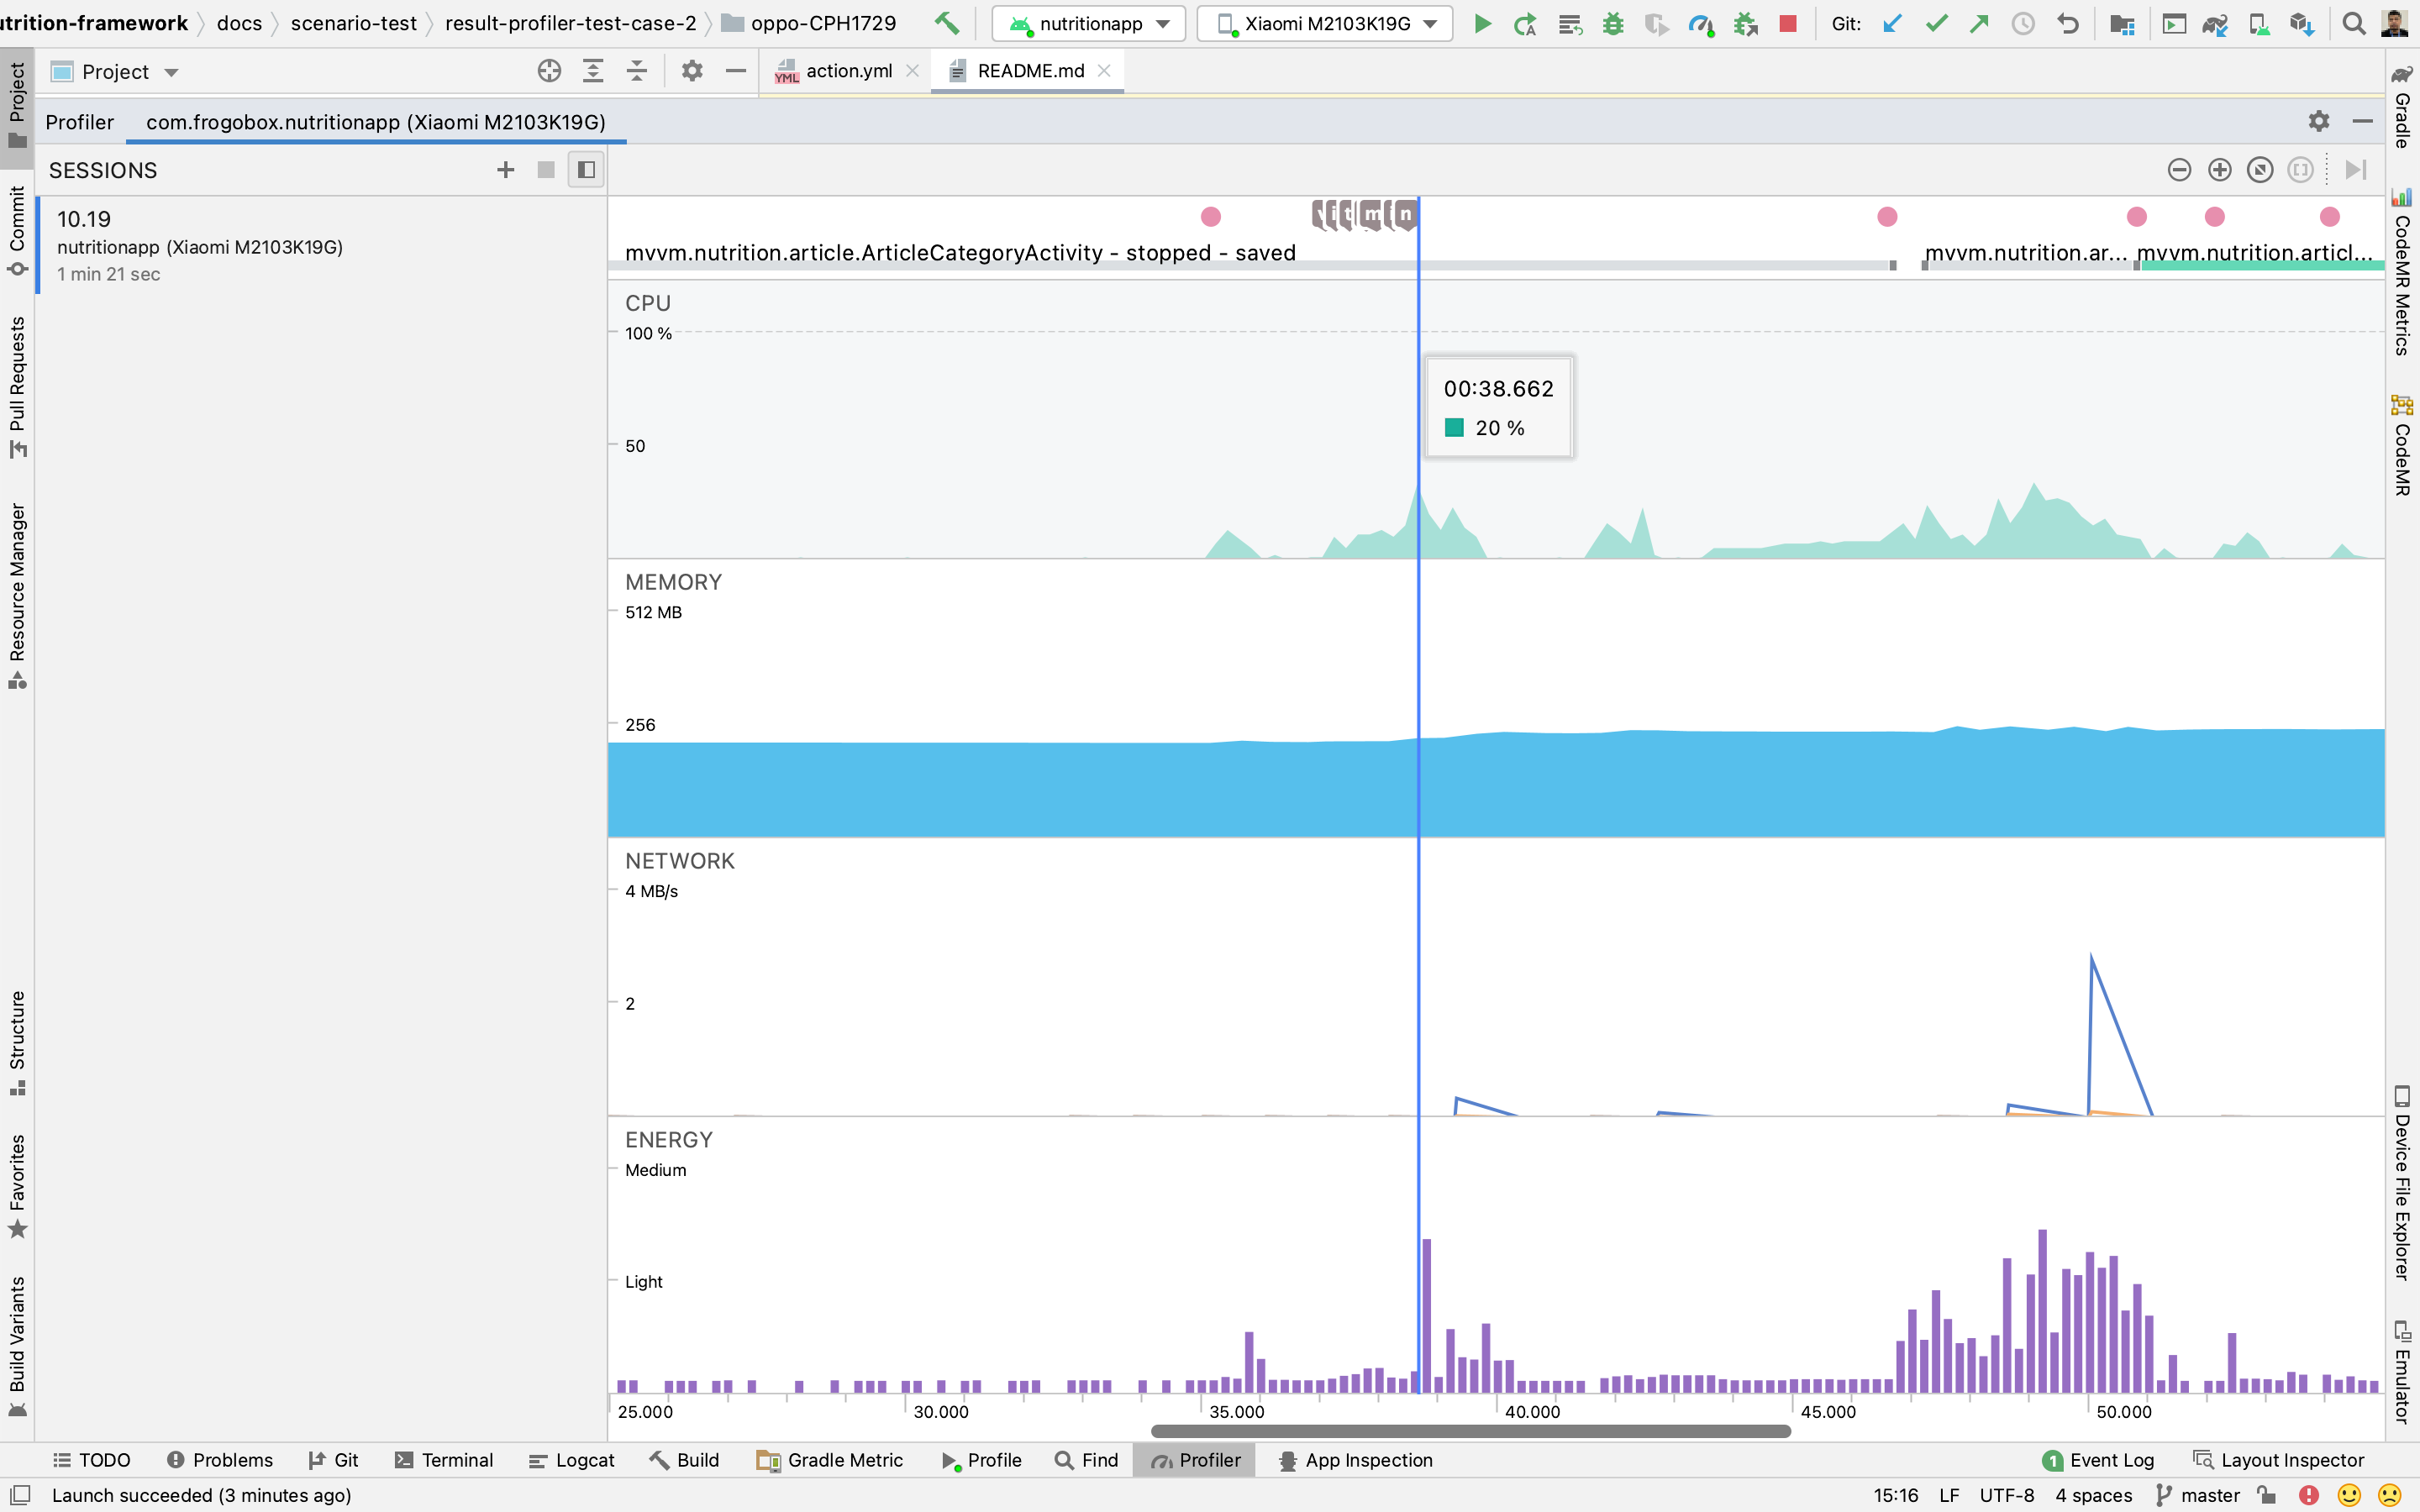 utrition-framework docs scenario-test result-profiler-test-case-2 oppo-CPH1729 nutritionapp Xiaomi M2103K19G Git:
Project YML action.yml README.md
Profiler com.frogobox.nutritionapp (Xiaomi M2103K19G)
SESSIONS
10.19
nutritionapp (Xiaomi M2103K19G)
1 min 21 sec
v i t m i n
mvvm.nutrition.article.ArticleCategoryActivity - stopped - saved mvvm.nutrition.ar... mvvm.nutrition.articl...
CPU
100 %
00:38.662
20 %
50
MEMORY
512 MB
256
NETWORK
4 MB/s
2
ENERGY
Medium
Light
25.000 30.000 35.000 40.000 45.000 50.000
Project
Commit
Pull Requests
Resource Manager
Structure
Favorites
Build Variants
Gradle
CodeMR Metrics
CodeMR
Device File Explorer
Emulator
TODO Problems Git Terminal Logcat Build Gradle Metric Profile Find Profiler App Inspection 1 Event Log Layout Inspector
Launch succeeded (3 minutes ago) 15:16 LF UTF-8 4 spaces master